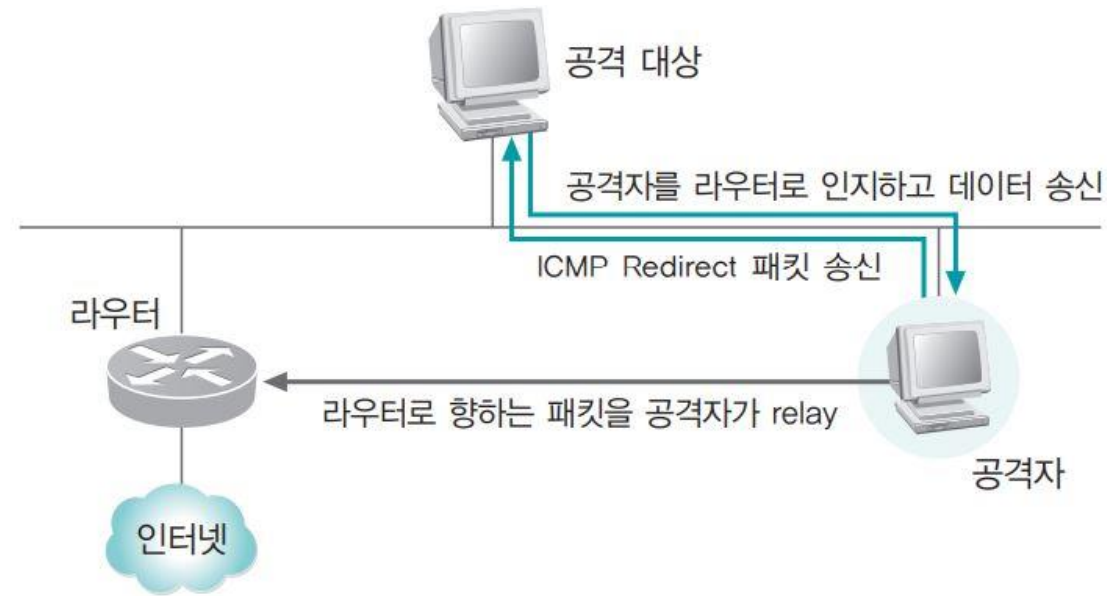 공격 대상
공격자를 라우터로 인지하고 데이터 송신
ICMP Redirect 패킷 송신
라우터
라우터로 향하는 패킷을 공격자가 relay
공격자
인터넷